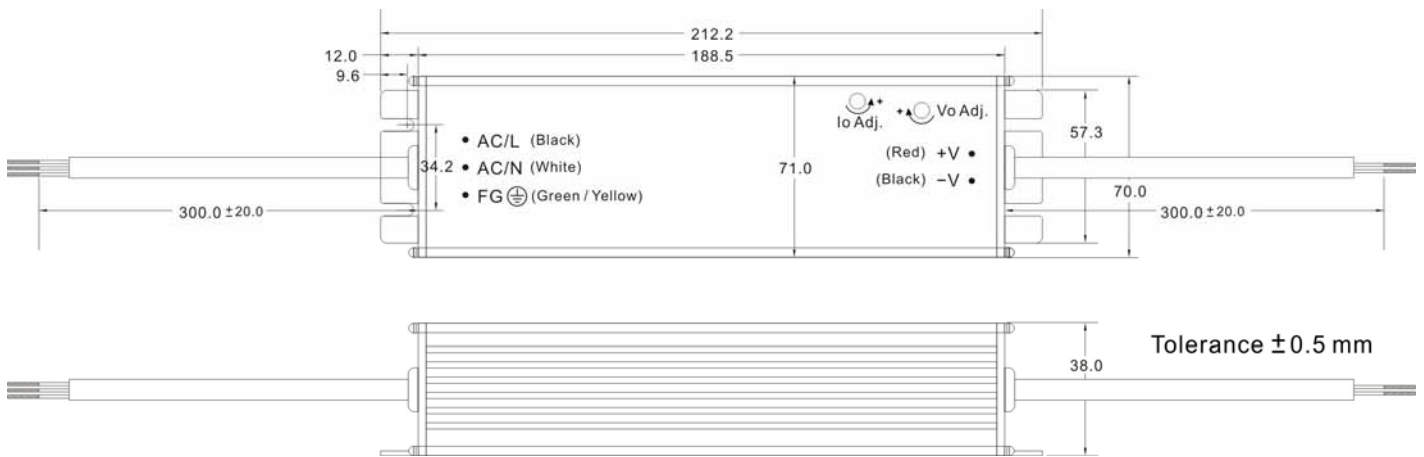 212.2
12.0
188.5
9.6
Io Adj.
+
+
Vo Adj.
• AC/L (Black)
• AC/N (White)
• FG (Green / Yellow)
34.2
71.0
(Red) +V •
(Black) −V •
57.3
70.0
300.0 ±20.0
300.0 ±20.0
Tolerance ±0.5 mm
38.0